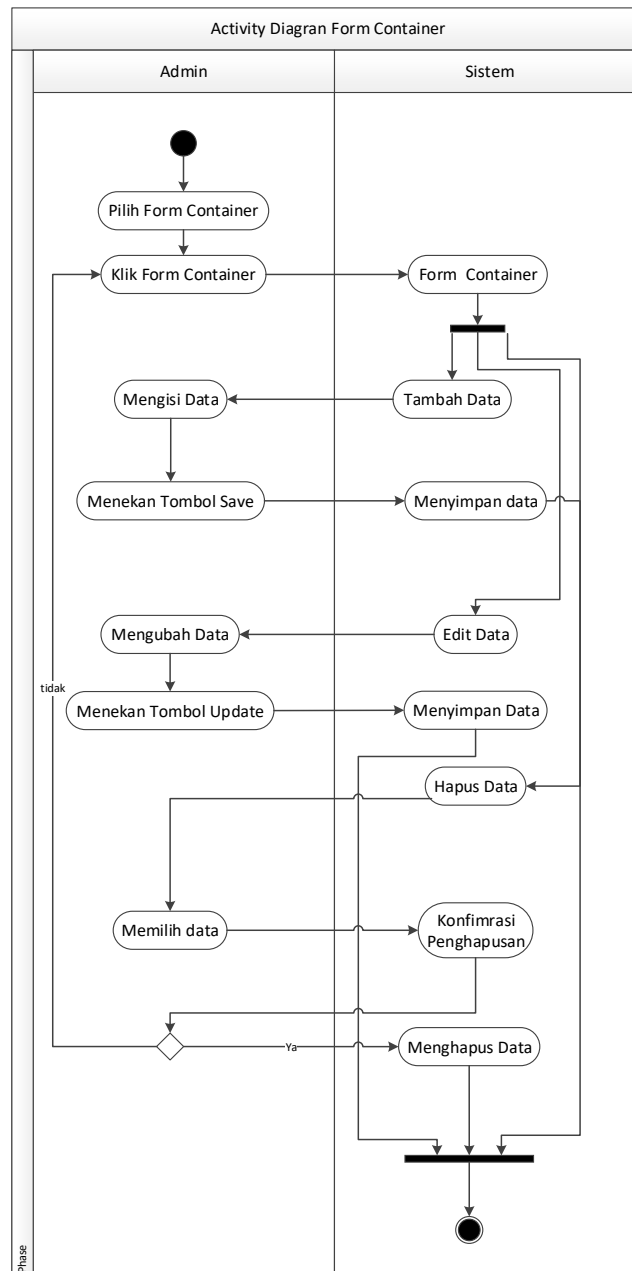 Activity Diagran Form Container
Admin
Sistem
Pilih Form Container
Klik Form Container
Form Container
Mengisi Data
Tambah Data
Menekan Tombol Save
Menyimpan data
Mengubah Data
Edit Data
tidak
Menekan Tombol Update
Menyimpan Data
Hapus Data
Memilih data
Konfimrasi
Penghapusan
Ya
Menghapus Data
Phase